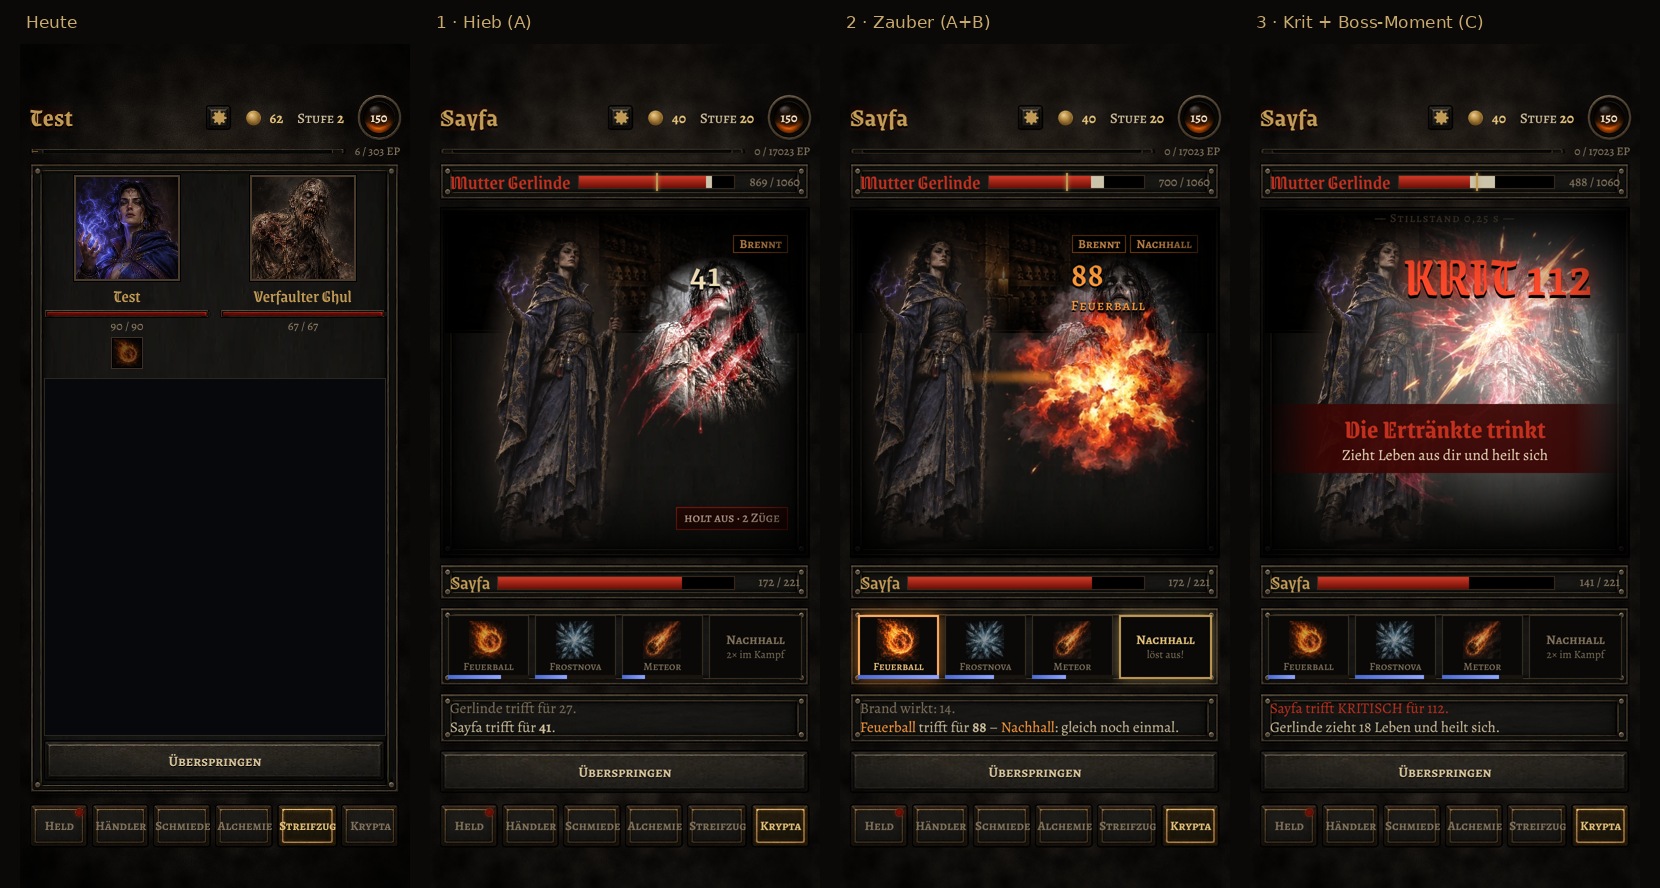 Heute
Test
62
Stufe 2
150
6 / 303 EP
Test
Verfaulter Ghul
90 / 90
67 / 67
Überspringen
Held
Händler
Schmiede
Alchemie
Streifzug
Krypta
1 · Hieb (A)
Sayfa
40
Stufe 20
150
0 / 17023 EP
Mutter Gerlinde
869 / 1060
Brennt
41
holt aus · 2 Züge
Sayfa
172 / 221
Feuerball
Frostnova
Meteor
Nachhall
2× im Kampf
Gerlinde trifft für 27.
Sayfa trifft für 41.
Überspringen
Held
Händler
Schmiede
Alchemie
Streifzug
Krypta
2 · Zauber (A+B)
Sayfa
40
Stufe 20
150
0 / 17023 EP
Mutter Gerlinde
700 / 1060
Brennt
Nachhall
88
Feuerball
Sayfa
172 / 221
Feuerball
Frostnova
Meteor
Nachhall
löst aus!
Brand wirkt: 14.
Feuerball trifft für 88 – Nachhall: gleich noch einmal.
Überspringen
Held
Händler
Schmiede
Alchemie
Streifzug
Krypta
3 · Krit + Boss-Moment (C)
Sayfa
40
Stufe 20
150
0 / 17023 EP
Mutter Gerlinde
488 / 1060
— Stillstand 0,25 s —
KRIT 112
Die Ertränkte trinkt
Zieht Leben aus dir und heilt sich
Sayfa
141 / 221
Feuerball
Frostnova
Meteor
Nachhall
2× im Kampf
Sayfa trifft KRITISCH für 112.
Gerlinde zieht 18 Leben und heilt sich.
Überspringen
Held
Händler
Schmiede
Alchemie
Streifzug
Krypta